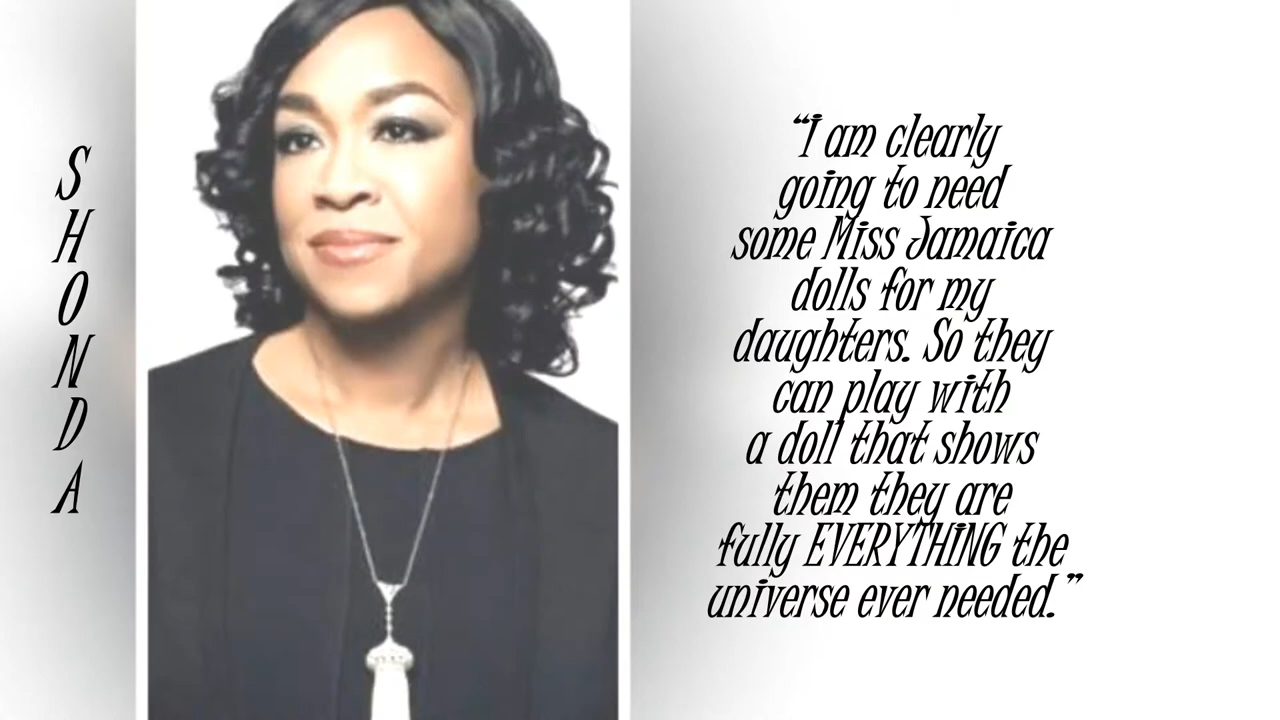 SHONDA
“I am clearly
going to need
some Miss Jamaica
dolls for my
daughters. So they
can play with
a doll that shows
them they are
fully EVERYTHING the
universe ever needed.”